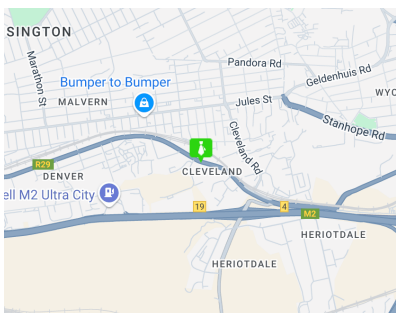 SINGTON
Marathon St
Pandora Rd
Geldenhuis Rd
Bumper to Bumper
MALVERN
Jules St
WYC
Stanhope Rd
Cleveland Rd
R29
DENVER
CLEVELAND
ell M2 Ultra City
19
4
M2
HERIOTDALE
HERIOTDALE